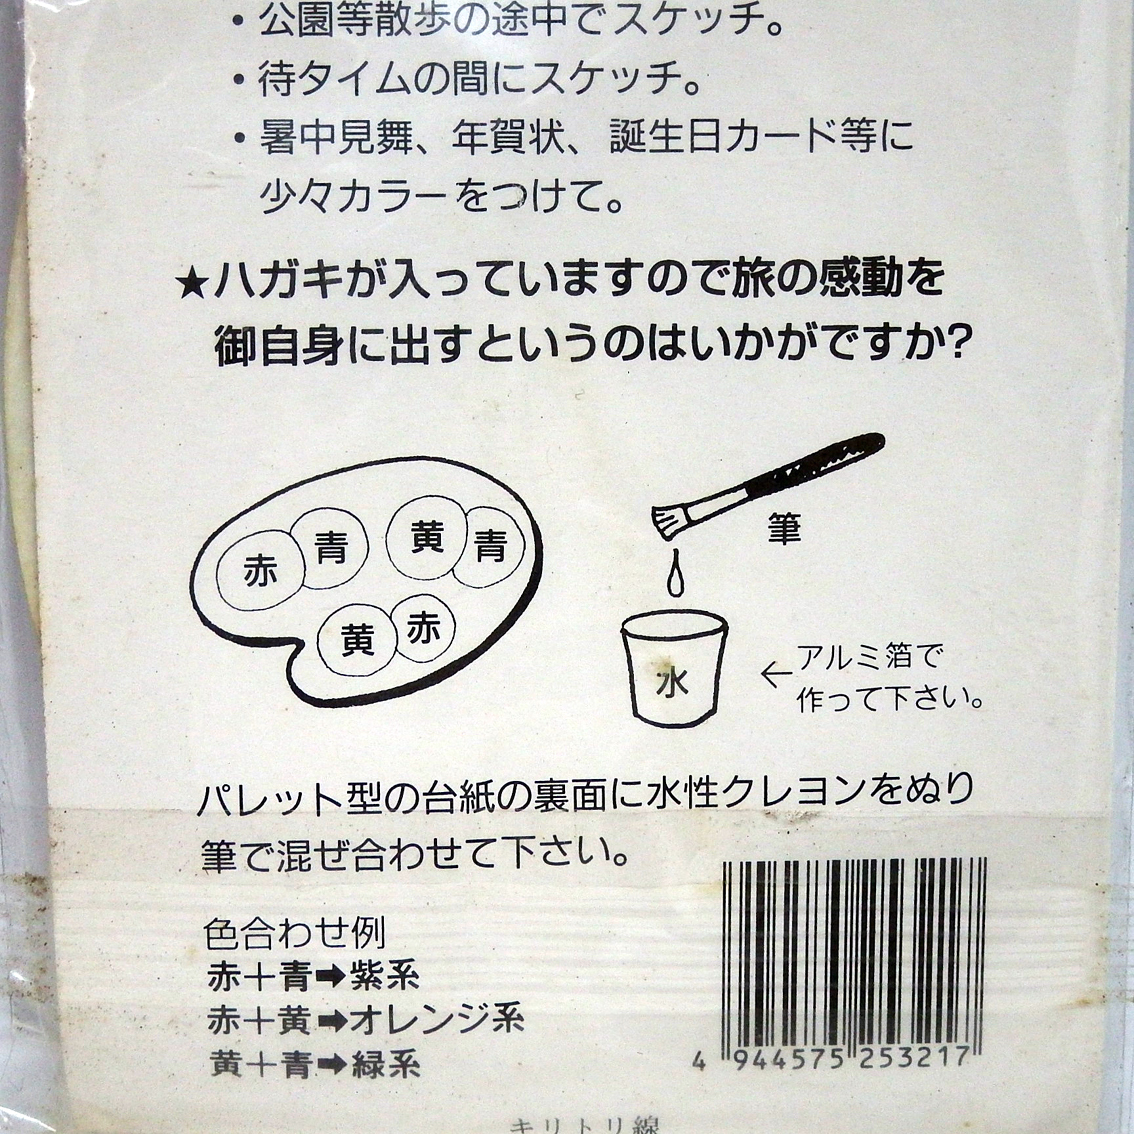 ・公園等散歩の途中でスケッチ。
・待タイムの間にスケッチ。
・暑中見舞、年賀状、誕生日カード等に
少々カラーをつけて。
★ハガキが入っていますので旅の感動を
御自身に出すというのはいかがですか?
赤 青 黄 青
黄 赤
筆
水
←アルミ箔で
作って下さい。
パレット型の台紙の裏面に水性クレヨンをぬり
筆で混ぜ合わせて下さい。
色合わせ例
赤＋青➡紫系
赤＋黄➡オレンジ系
黄＋青➡緑系
4 944575 253217
キリトリ線